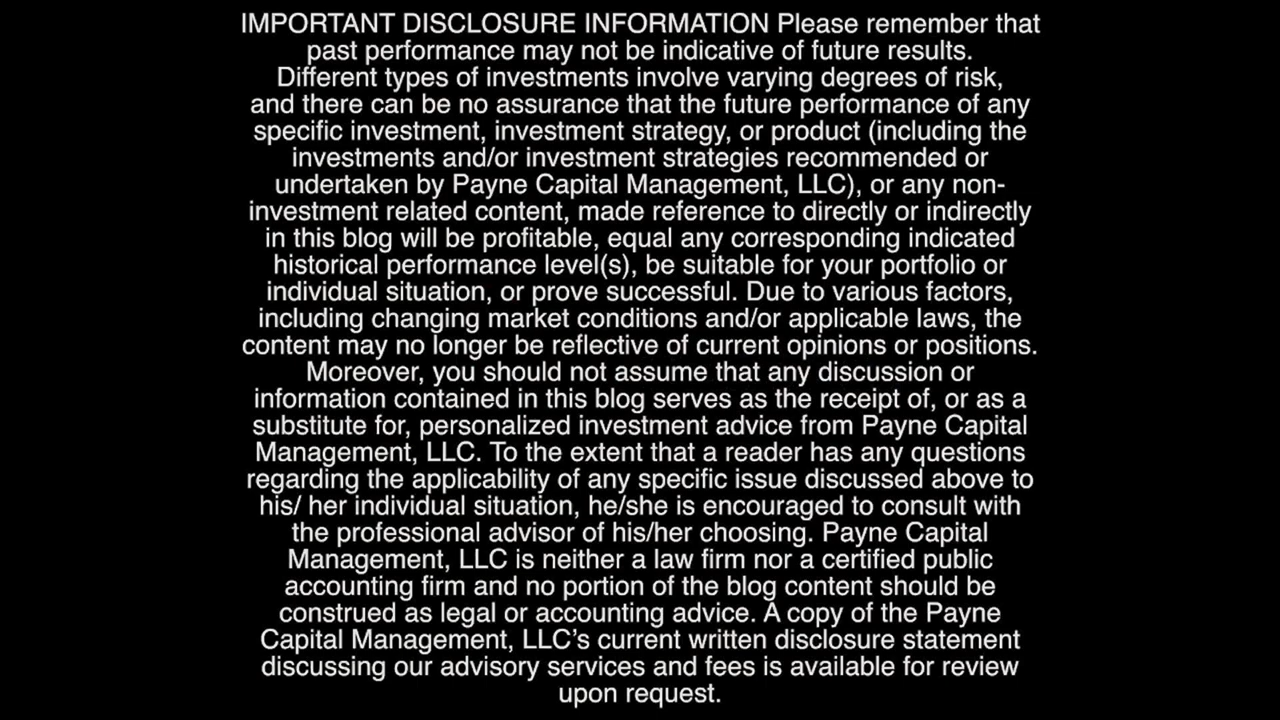 IMPORTANT DISCLOSURE INFORMATION Please remember that
past performance may not be indicative of future results.
Different types of investments involve varying degrees of risk,
and there can be no assurance that the future performance of any
specific investment, investment strategy, or product (including the
investments and/or investment strategies recommended or
undertaken by Payne Capital Management, LLC), or any non-
investment related content, made reference to directly or indirectly
in this blog will be profitable, equal any corresponding indicated
historical performance level(s), be suitable for your portfolio or
individual situation, or prove successful. Due to various factors,
including changing market conditions and/or applicable laws, the
content may no longer be reflective of current opinions or positions.
Moreover, you should not assume that any discussion or
information contained in this blog serves as the receipt of, or as a
substitute for, personalized investment advice from Payne Capital
Management, LLC. To the extent that a reader has any questions
regarding the applicability of any specific issue discussed above to
his/ her individual situation, he/she is encouraged to consult with
the professional advisor of his/her choosing. Payne Capital
Management, LLC is neither a law firm nor a certified public
accounting firm and no portion of the blog content should be
construed as legal or accounting advice. A copy of the Payne
Capital Management, LLC’s current written disclosure statement
discussing our advisory services and fees is available for review
upon request.